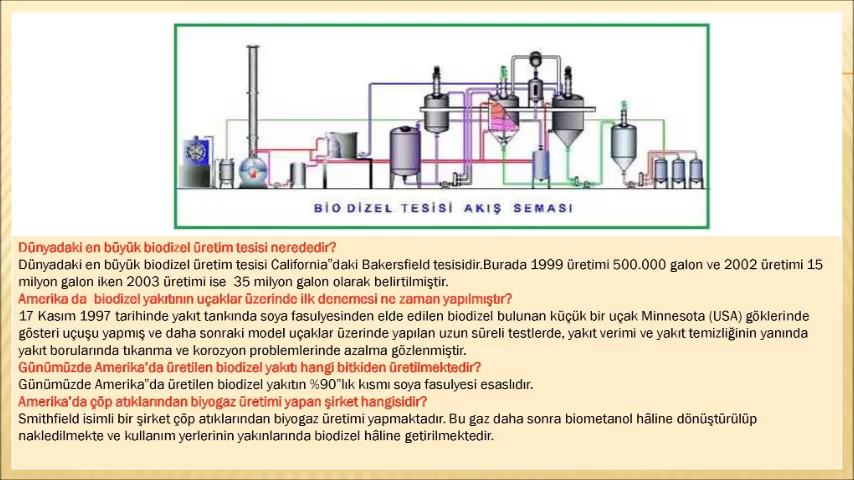 BİO DİZEL TESİSİ AKIŞ SEMASI
Dünyadaki en büyük biodizel üretim tesisi nerededir?
Dünyadaki en büyük biodizel üretim tesisi California‟daki Bakersfield tesisidir.Burada 1999 üretimi 500.000 galon ve 2002 üretimi 15
milyon galon iken 2003 üretimi ise 35 milyon galon olarak belirtilmiştir.
Amerika da biodizel yakıtının uçaklar üzerinde ilk denemesi ne zaman yapılmıştır?
17 Kasım 1997 tarihinde yakıt tankında soya fasulyesinden elde edilen biodizel bulunan küçük bir uçak Minnesota (USA) göklerinde
gösteri uçuşu yapmış ve daha sonraki model uçaklar üzerinde yapılan uzun süreli testlerde, yakıt verimi ve yakıt temizliğinin yanında
yakıt borularında tıkanma ve korozyon problemlerinde azalma gözlenmiştir.
Günümüzde Amerika'da üretilen biodizel yakıtı hangi bitkiden üretilmektedir?
Günümüzde Amerika‟da üretilen biodizel yakıtın %90‟lık kısmı soya fasulyesi esaslıdır.
Amerika'da çöp atıklarından biyogaz üretimi yapan şirket hangisidir?
Smithfield isimli bir şirket çöp atıklarından biyogaz üretimi yapmaktadır. Bu gaz daha sonra biometanol hâline dönüştürülüp
nakledilmekte ve kullanım yerlerinin yakınlarında biodizel hâline getirilmektedir.